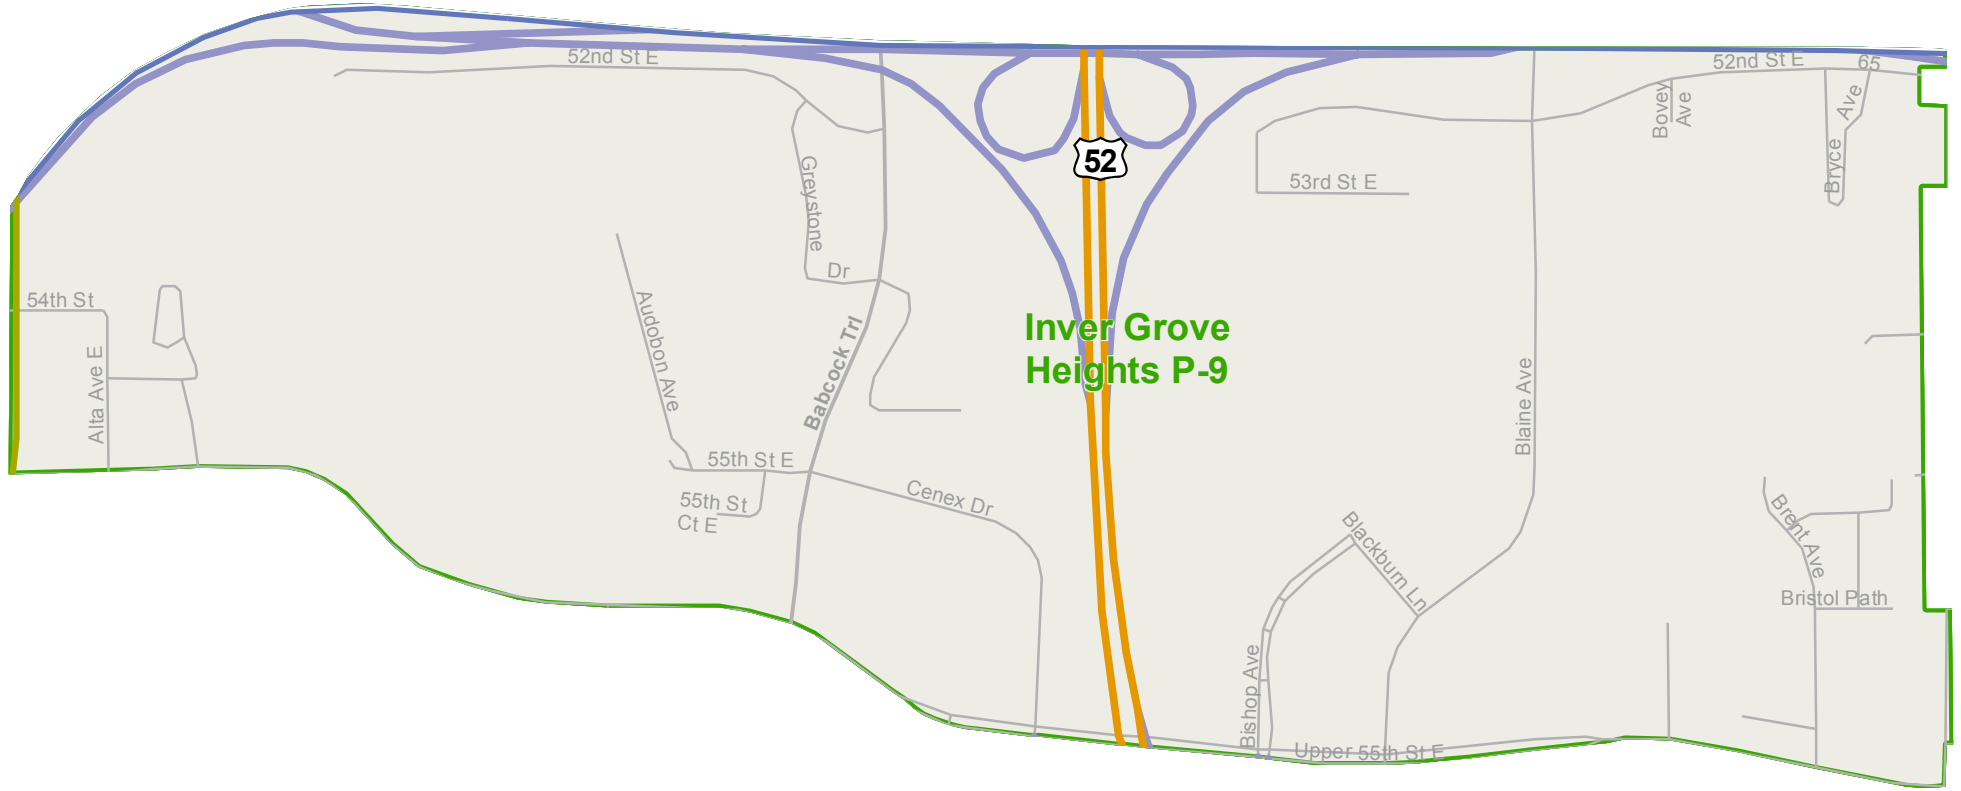 52nd St E
52nd St E
65
Bovey
Ave
Bryce
Ave
52
Greystone
Dr
53rd St E
54th St
Alta Ave E
Audobon Ave
Babcock Trl
Inver Grove
Heights P-9
Blaine Ave
55th St E
55th St
Ct E
Cenex Dr
Blackburn Ln
Brent Ave
Bristol Path
Bishop Ave
Upper 55th St E